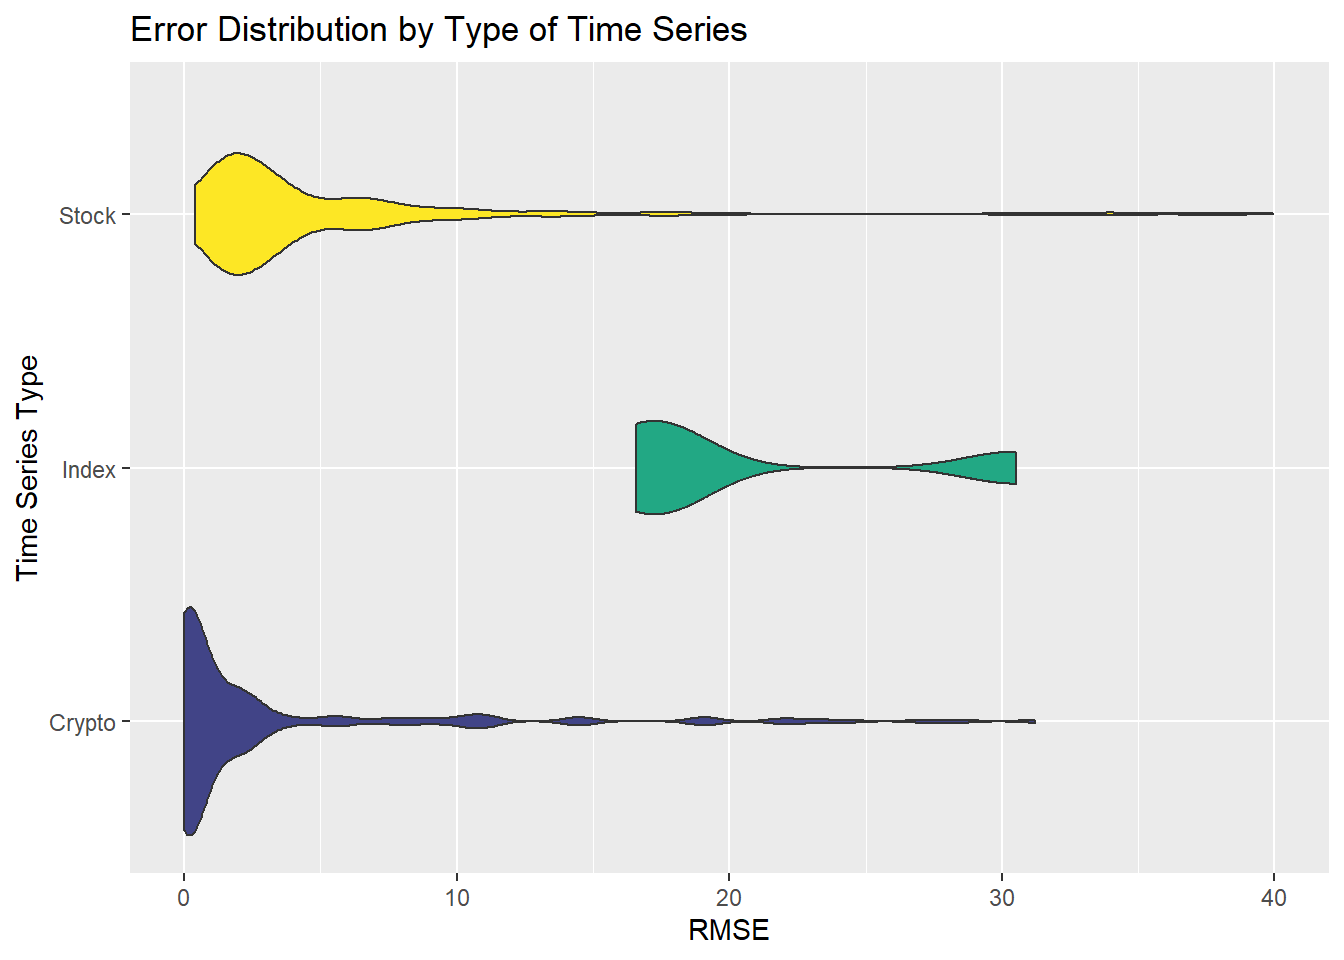 Error Distribution by Type of Time Series
Time Series Type
Stock
Index
Crypto
0 10 20 30 40
RMSE